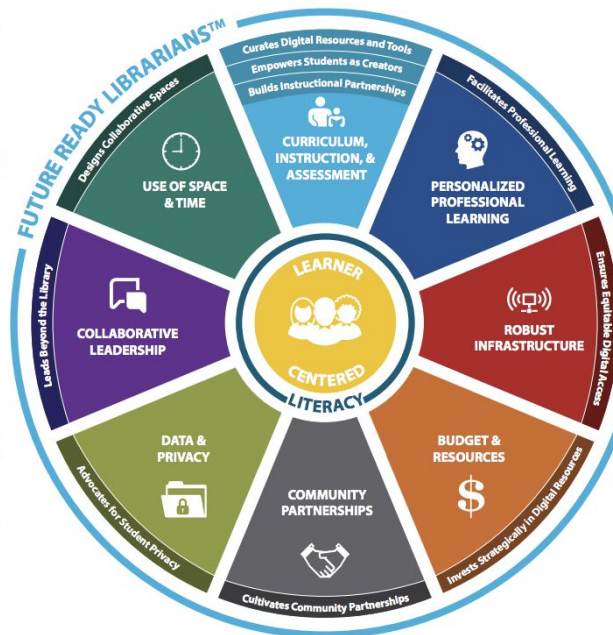 FUTURE READY LIBRARIANS™
Curates Digital Resources and Tools
Empowers Students as Creators
Builds Instructional Partnerships
CURRICULUM,
INSTRUCTION, &
ASSESSMENT
Facilitates Professional Learning
PERSONALIZED
PROFESSIONAL
LEARNING
Ensures Equitable Digital Access
ROBUST
INFRASTRUCTURE
Invests Strategically in Digital Resources
BUDGET &
RESOURCES
$
Cultivates Community Partnerships
COMMUNITY
PARTNERSHIPS
Advocates for Student Privacy
DATA &
PRIVACY
Leads Beyond the Library
COLLABORATIVE
LEADERSHIP
Designs Collaborative Spaces
USE OF SPACE
& TIME
LEARNER
CENTERED
LITERACY